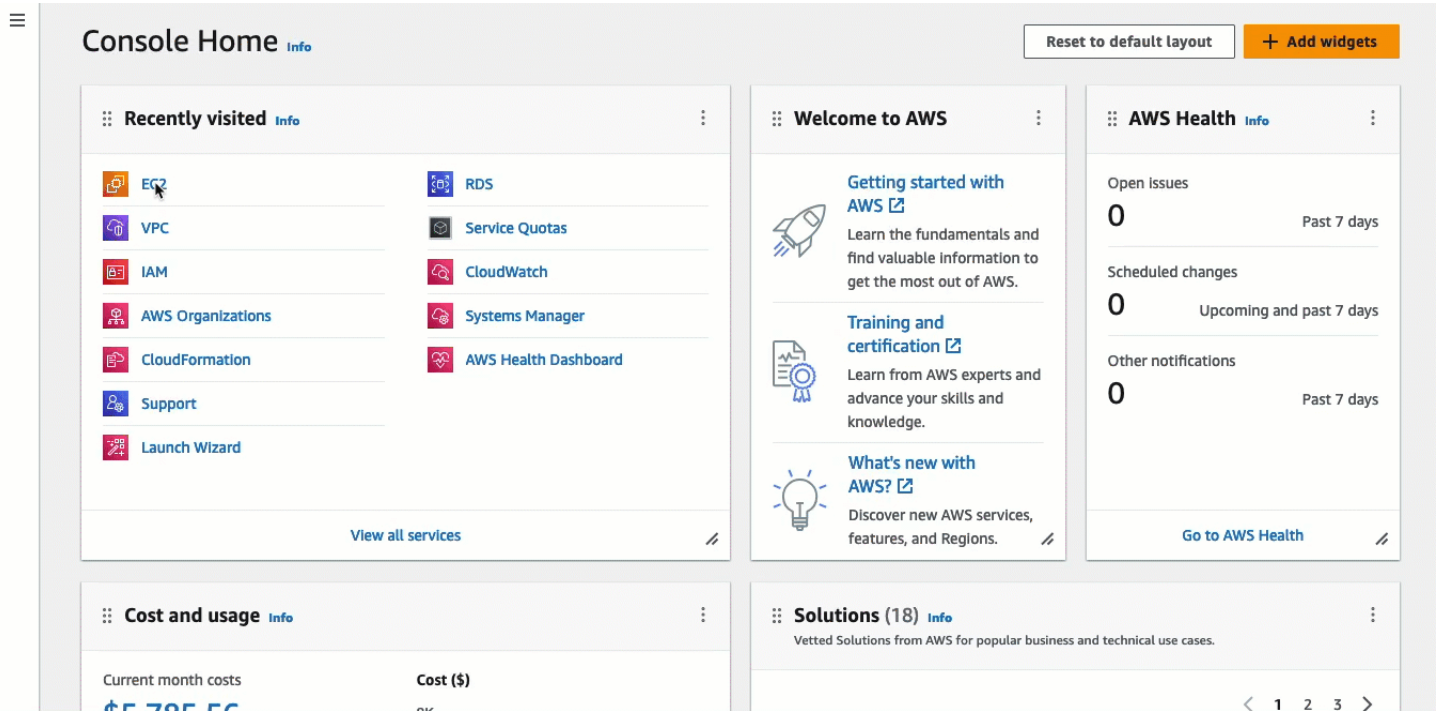 Console Home Info
Reset to default layout
+ Add widgets
Recently visited Info
EC2
VPC
IAM
AWS Organizations
CloudFormation
Support
Launch Wizard
RDS
Service Quotas
CloudWatch
Systems Manager
AWS Health Dashboard
View all services
Welcome to AWS
Getting started with
AWS
Learn the fundamentals and
find valuable information to
get the most out of AWS.
Training and
certification
Learn from AWS experts and
advance your skills and
knowledge.
What's new with
AWS?
Discover new AWS services,
features, and Regions.
AWS Health Info
Open issues
0
Past 7 days
Scheduled changes
0
Upcoming and past 7 days
Other notifications
0
Past 7 days
Go to AWS Health
Cost and usage Info
Current month costs
Cost ($)
Solutions (18) Info
Vetted Solutions from AWS for popular business and technical use cases.
1 2 3